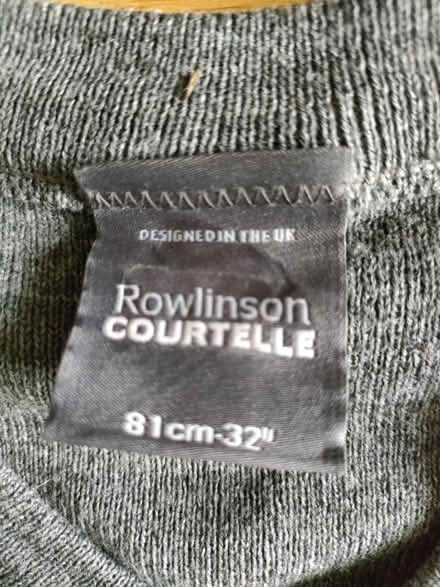 DESIGNED IN THE UK
Rowlinson
COURTELLE
81cm-32"